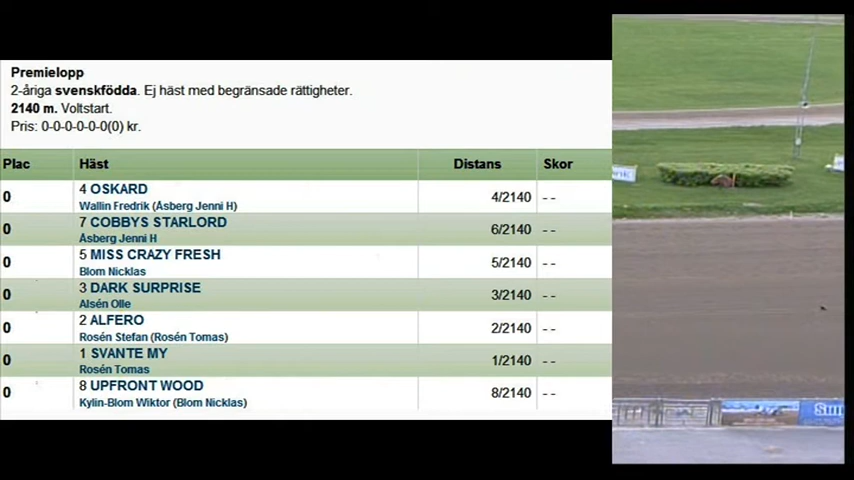 Premielopp
2-åriga svenskfödda. Ej häst med begränsade rättigheter.
2140 m. Voltstart.
Pris: 0-0-0-0-0-0(0) kr.
Plac Häst Distans Skor
0 4 OSKARD 4/2140 - -
Wallin Fredrik (Åsberg Jenni H)
0 7 COBBYS STARLORD 6/2140 - -
Åsberg Jenni H
0 5 MISS CRAZY FRESH 5/2140 - -
Blom Nicklas
0 3 DARK SURPRISE 3/2140 - -
Alsén Olle
0 2 ALFERO 2/2140 - -
Rosén Stefan (Rosén Tomas)
0 1 SVANTE MY 1/2140 - -
Rosén Tomas
0 8 UPFRONT WOOD 8/2140 - -
Kylin-Blom Wiktor (Blom Nicklas)